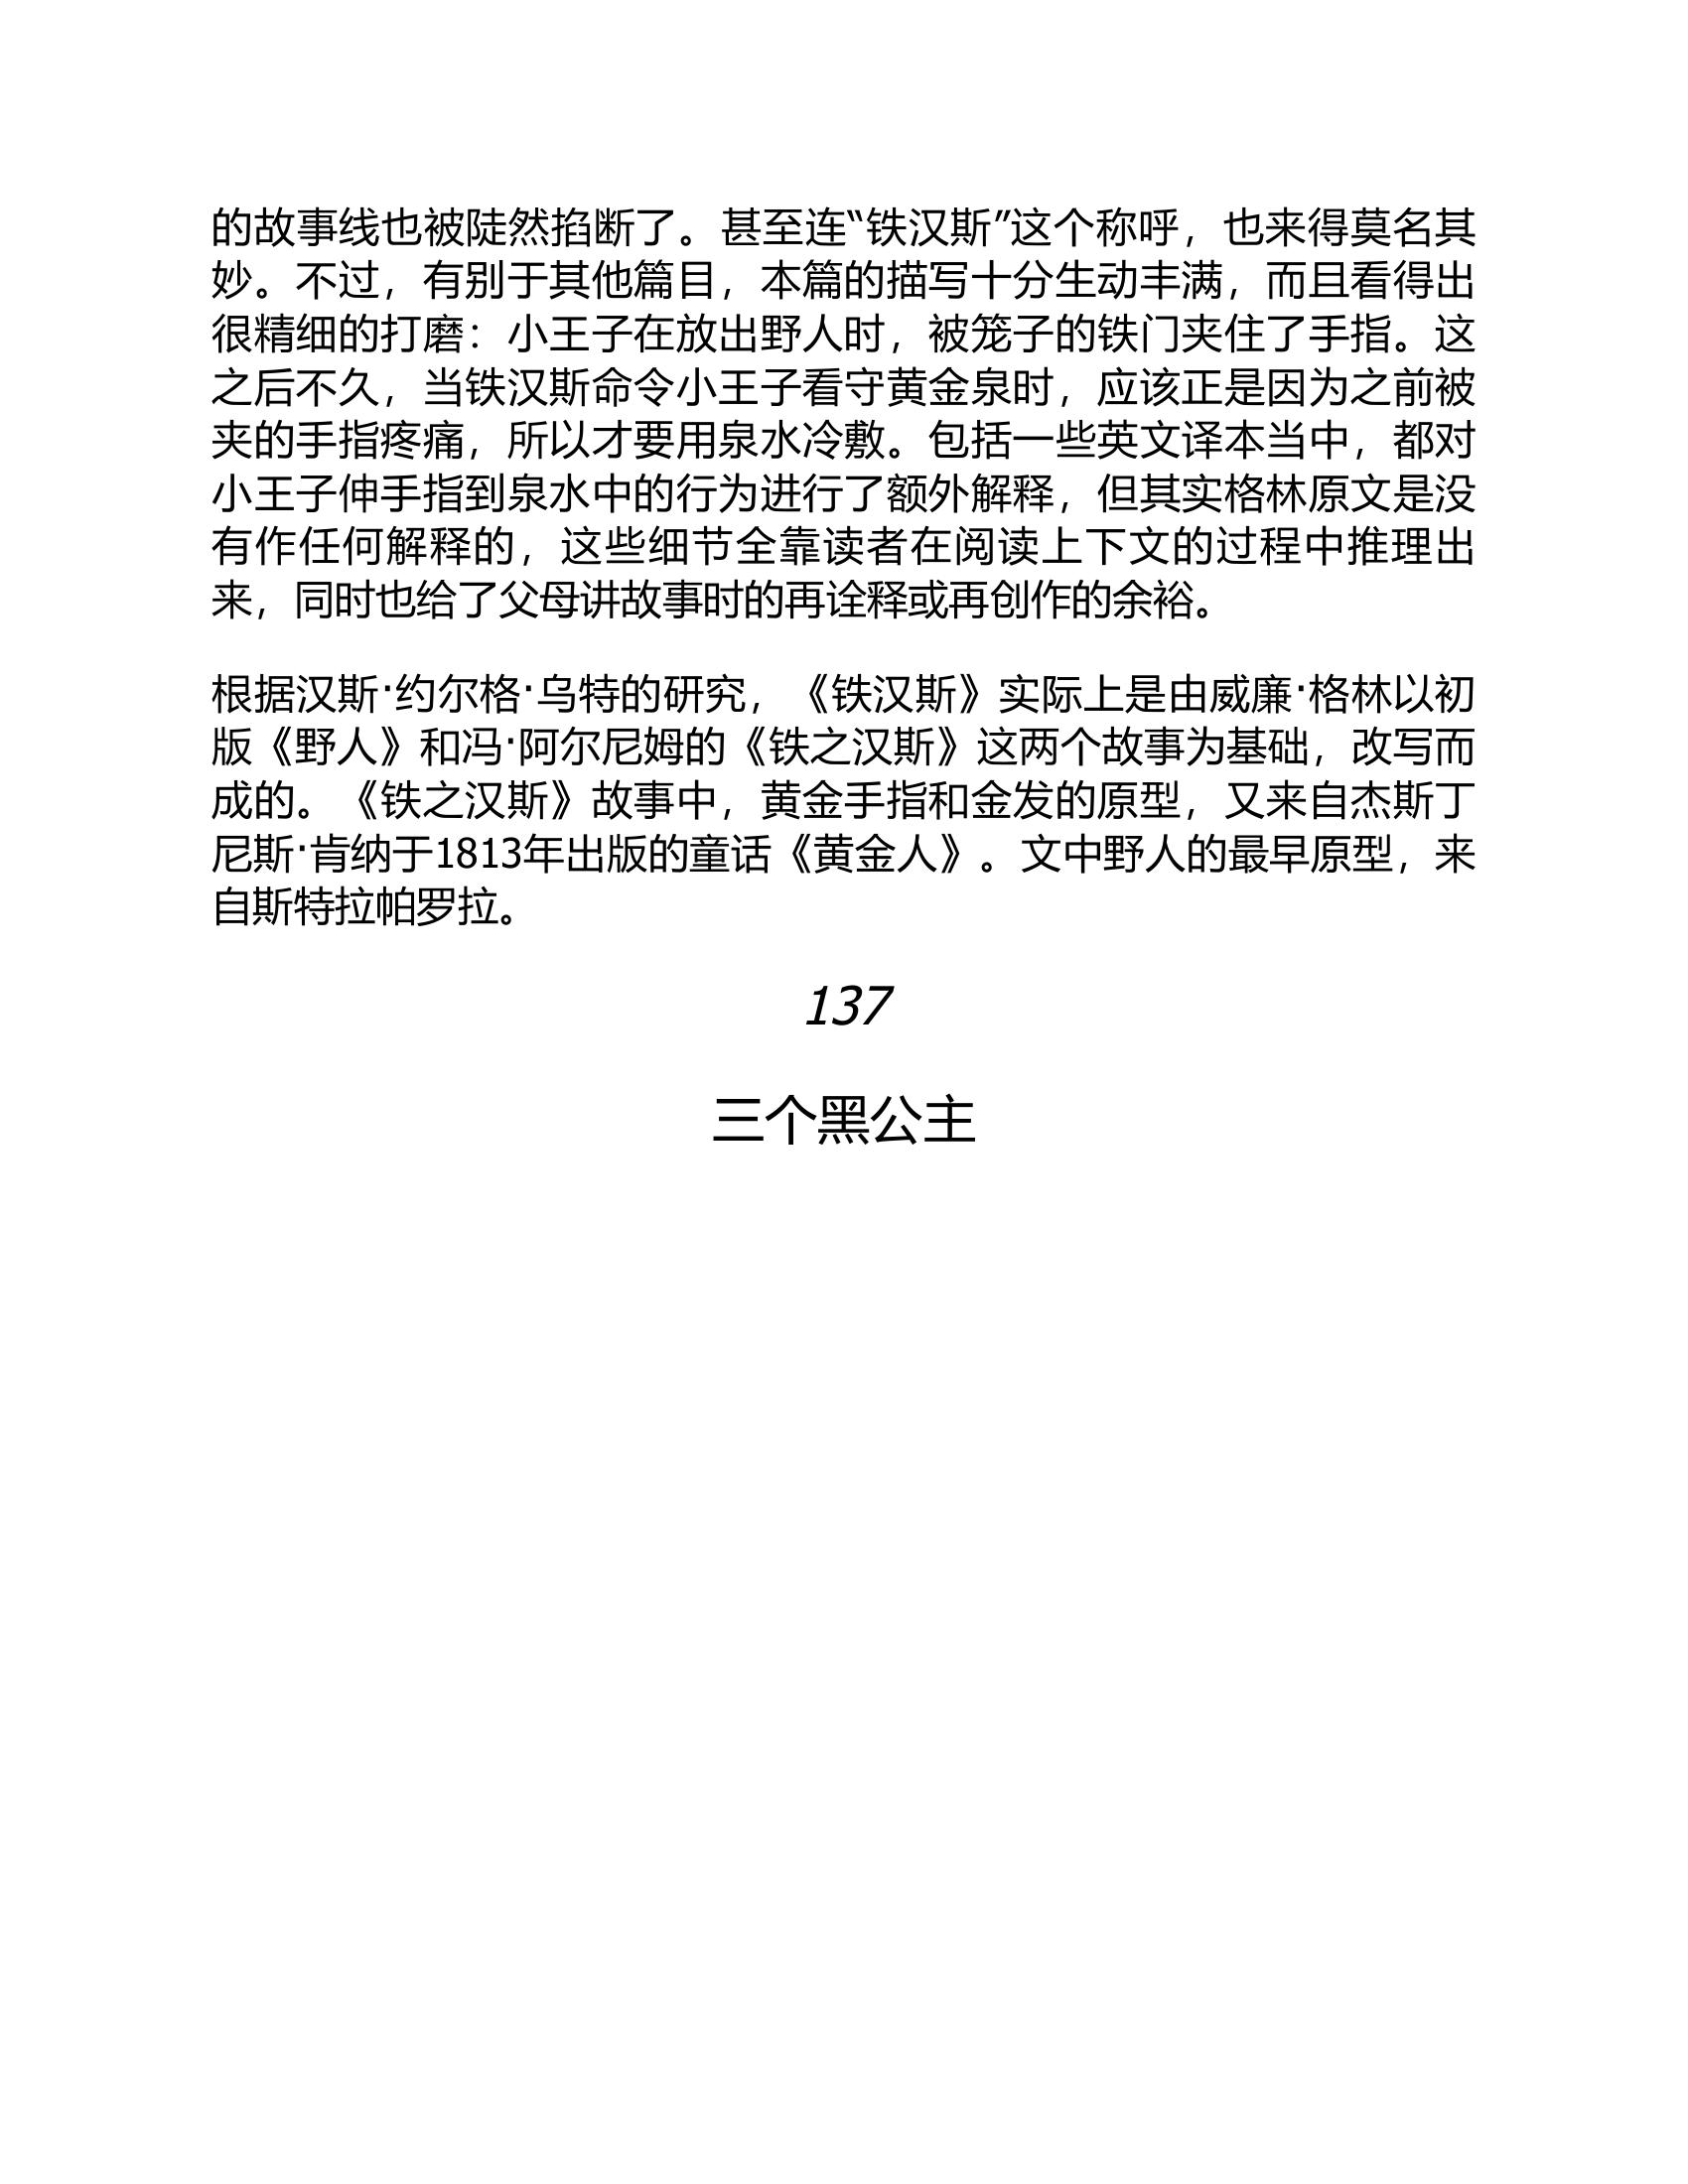 的故事线也被陡然掐断了。甚至连“铁汉斯”这个称呼，也来得莫名其
妙。不过，有别于其他篇目，本篇的描写十分生动丰满，而且看得出
很精细的打磨：小王子在放出野人时，被笼子的铁门夹住了手指。这
之后不久，当铁汉斯命令小王子看守黄金泉时，应该正是因为之前被
夹的手指疼痛，所以才要用泉水冷敷。包括一些英文译本当中，都对
小王子伸手指到泉水中的行为进行了额外解释，但其实格林原文是没
有作任何解释的，这些细节全靠读者在阅读上下文的过程中推理出
来，同时也给了父母讲故事时的再诠释或再创作的余裕。
根据汉斯·约尔格·乌特的研究，《铁汉斯》实际上是由威廉·格林以初
版《野人》和冯·阿尔尼姆的《铁之汉斯》这两个故事为基础，改写而
成的。《铁之汉斯》故事中，黄金手指和金发的原型，又来自杰斯丁
尼斯·肯纳于1813年出版的童话《黄金人》。文中野人的最早原型，来
自斯特拉帕罗拉。
137
三个黑公主